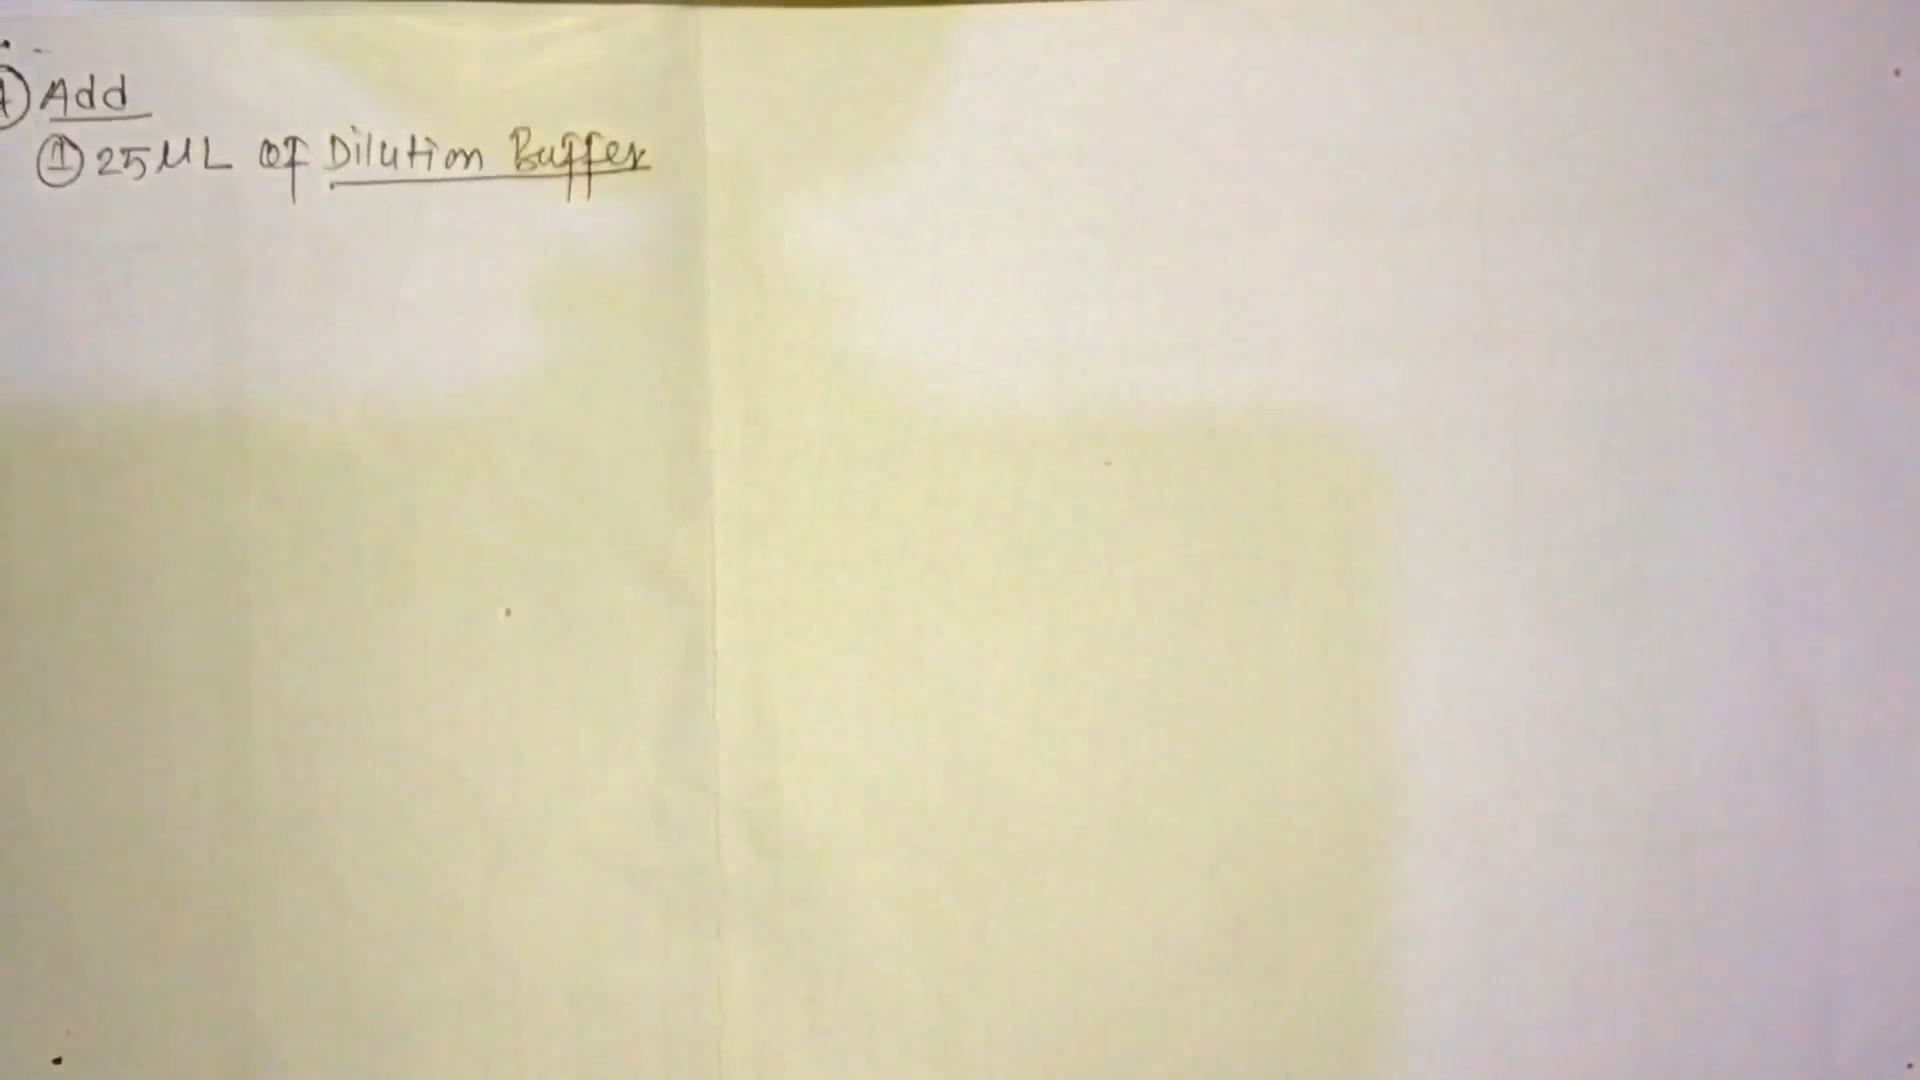 Add
① 25 µL of Dilution Buffer